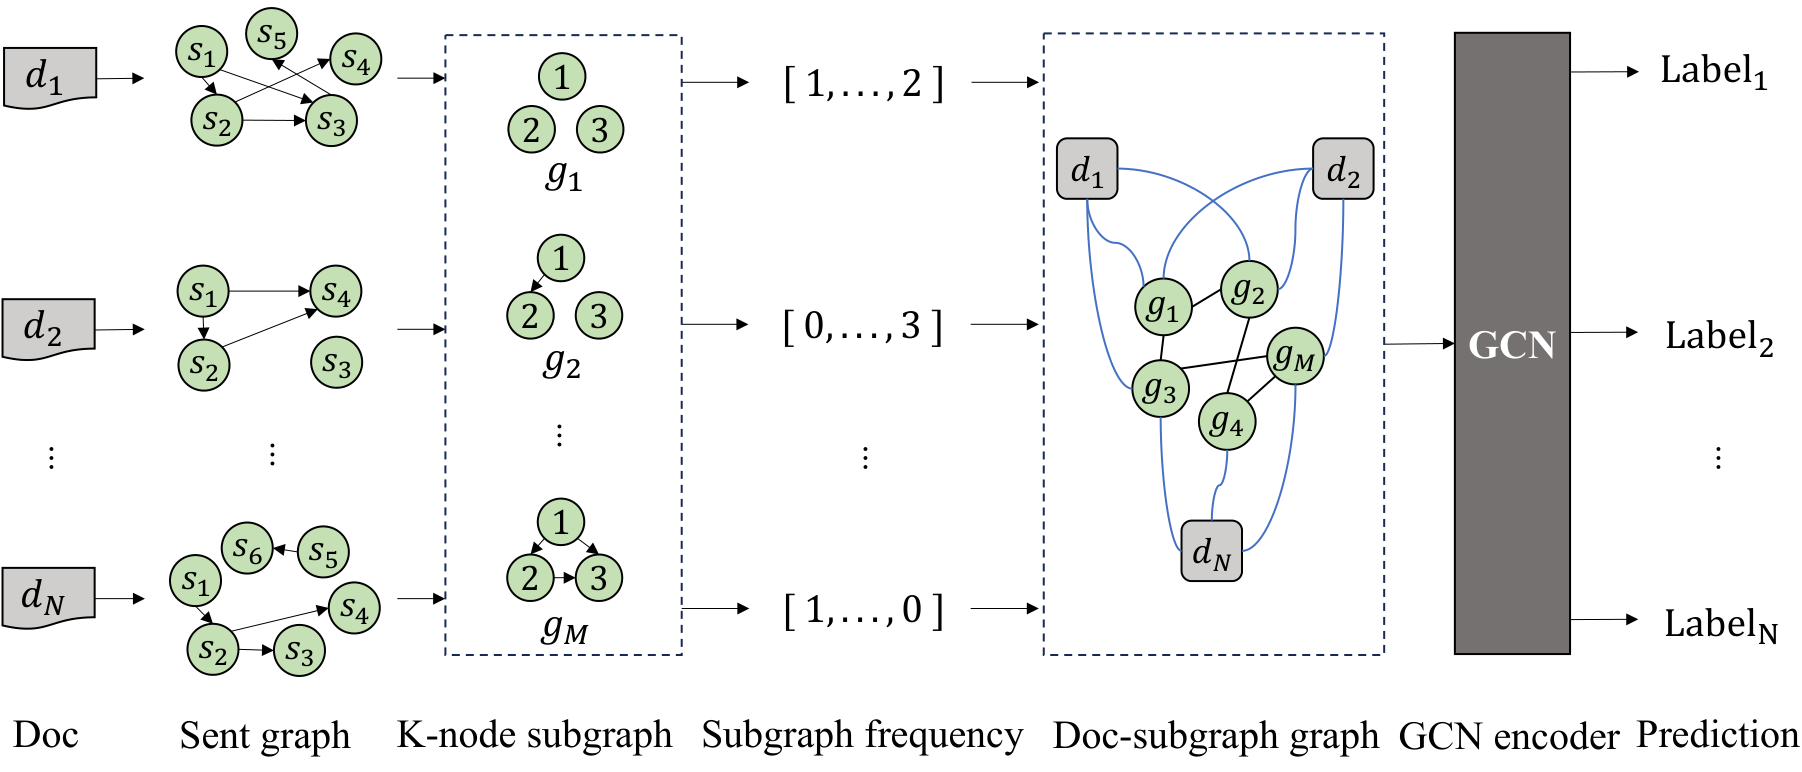 d1
s1
s5
s4
s2
s3
1
2
3
g1
[ 1,...,2 ]
Label1
d2
s1
s4
s2
s3
1
2
3
g2
⋮
[ 0,...,3 ]
Label2
⋮
⋮
⋮
⋮
dN
s6
s5
s1
s4
s2
s3
1
2
3
gM
[ 1,...,0 ]
LabelN
d1
d2
g1
g2
gM
g3
g4
dN
GCN
Doc
Sent graph
K-node subgraph
Subgraph frequency
Doc-subgraph graph
GCN encoder
Prediction